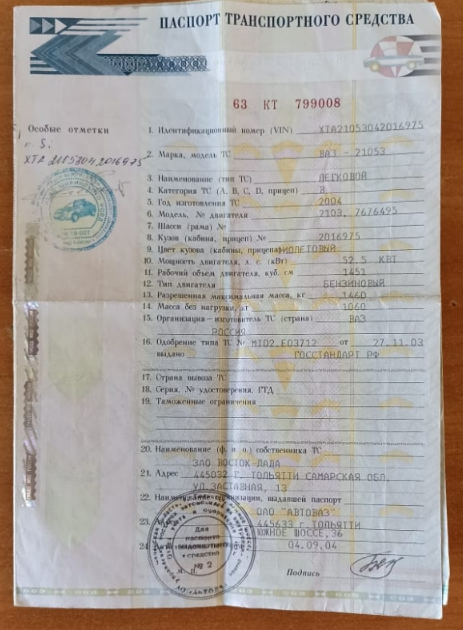 ПАСПОРТ ТРАНСПОРТНОГО СРЕДСТВА
63 КТ 799008
Особые отметки
п. 8.
ХТА 21053042016975
1. Идентификационный номер (VIN) XTA21053042016975
2. Марка, модель ТС ВАЗ - 21053
3. Наименование (тип ТС) ЛЕГКОВОЙ
4. Категория ТС (А, В, С, D, прицеп) В
5. Год изготовления ТС 2004
6. Модель, № двигателя 2103, 7676495
7. Шасси (рама) №
8. Кузов (кабина, прицеп) № 2016975
9. Цвет кузова (кабины, прицепа) ФИОЛЕТОВЫЙ
10. Мощность двигателя, л. с. (кВт) 52.5 КВТ
11. Рабочий объем двигателя, куб. см 1451
12. Тип двигателя БЕНЗИНОВЫЙ
13. Разрешенная максимальная масса, кг 1460
14. Масса без нагрузки, кг 1060
15. Организация-изготовитель ТС (страна) ВАЗ
РОССИЯ
16. Одобрение типа ТС № МТ02.Е03712 от 27.11.03
выдано ГОССТАНДАРТ РФ
17. Страна вывоза ТС
18. Серия, № удостоверения, ГТД
19. Таможенные ограничения
20. Наименование (ф. и. о.) собственника ТС
ЗАО ВОСТОК-ЛАДА
21. Адрес 445032 Г. ТОЛЬЯТТИ САМАРСКАЯ ОБЛ.
УЛ.ЗАСТАВНАЯ, 13
22. Наименование организации, выдавшей паспорт
ОАО "АВТОВАЗ"
23. 445633 Г. ТОЛЬЯТТИ
ЮЖНОЕ ШОССЕ,36
24. 04.09.04
Для
паспорта
№ 2
Подпись